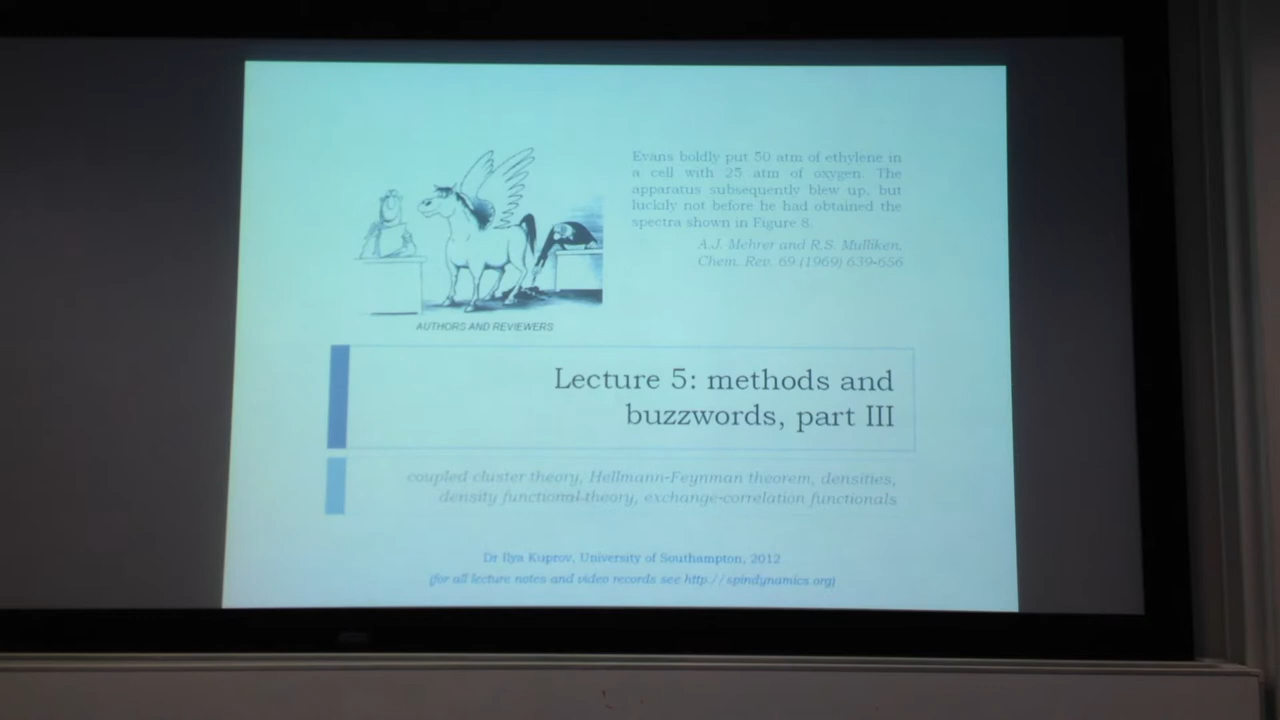 Evans boldly put 50 atm of ethylene in
a cell with 25 atm of oxygen. The
apparatus subsequently blew up, but
luckily not before he had obtained the
spectra shown in Figure 8.
A.J. Mehrer and R.S. Mulliken,
Chem. Rev. 69 (1969) 639-656
AUTHORS AND REVIEWERS
Lecture 5: methods and
buzzwords, part III
coupled cluster theory, Hellmann-Feynman theorem, densities,
density functional theory, exchange-correlation functionals
Dr Ilya Kuprov, University of Southampton, 2012
(for all lecture notes and video records see http://spindynamics.org)